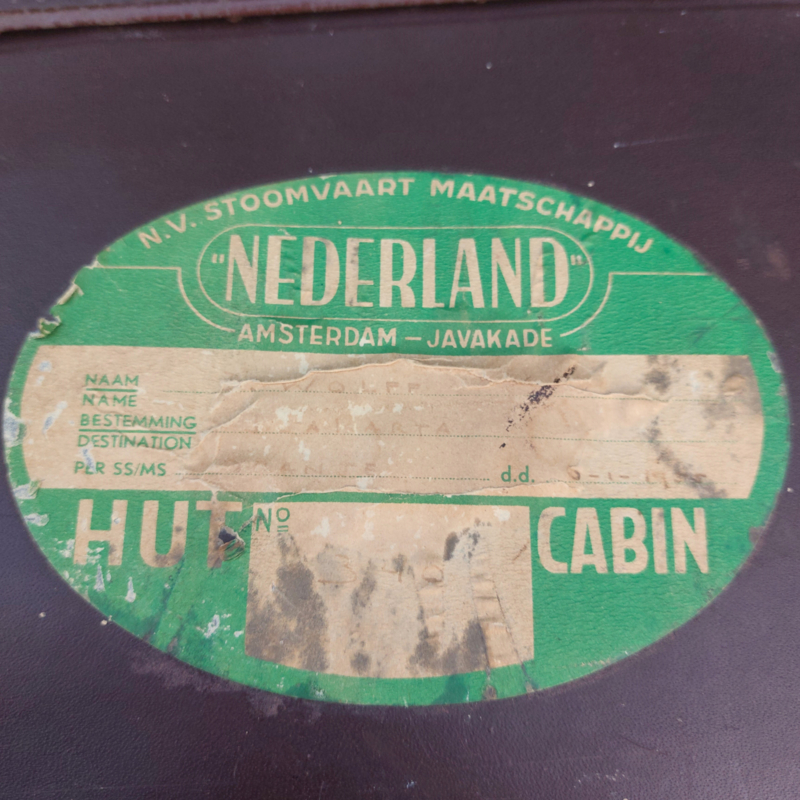 N.V. STOOMVAART MAATSCHAPPIJ
"NEDERLAND"
AMSTERDAM – JAVAKADE
NAAM
NAME
BESTEMMING
DESTINATION
PER SS/MS d.d.
HUT No CABIN